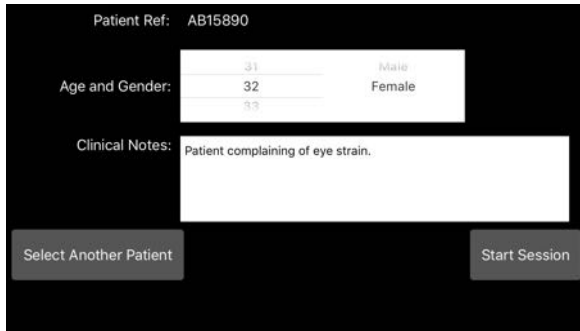 Patient Ref: AB15890
31 Male
Age and Gender: 32 Female
33
Clinical Notes: Patient complaining of eye strain.
Select Another Patient Start Session